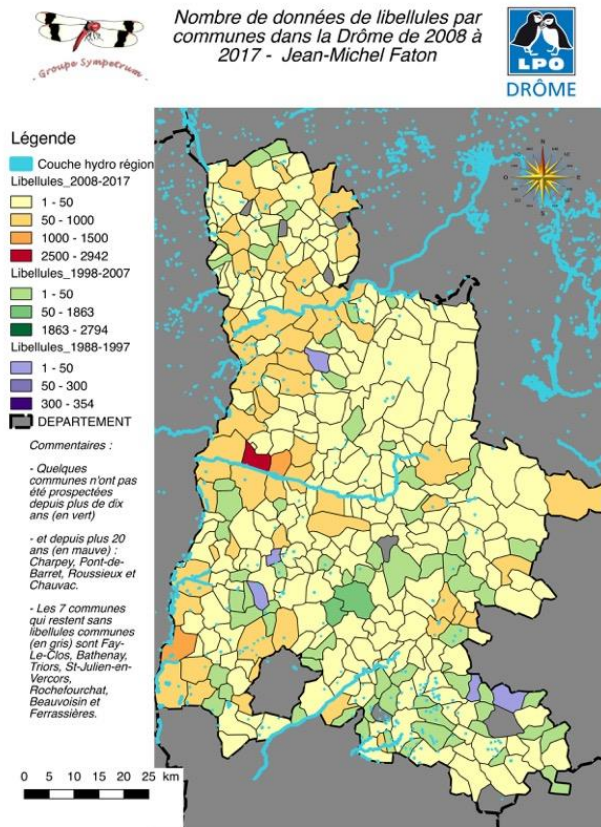 Nombre de données de libellules par
communes dans la Drôme de 2008 à
2017 - Jean-Michel Faton
- Groupe Sympetrum -
LPO
DRÔME
Légende
Couche hydro région
Libellules_2008-2017
1 - 50
50 - 1000
1000 - 1500
2500 - 2942
Libellules_1998-2007
1 - 50
50 - 1863
1863 - 2794
Libellules_1988-1997
1 - 50
50 - 300
300 - 354
DEPARTEMENT
Commentaires :
- Quelques
communes n'ont pas
été prospectées
depuis plus de dix
ans (en vert)
- et depuis plus 20
ans (en mauve) :
Charpey, Pont-de-
Barret, Roussieux et
Chauvac.
- Les 7 communes
qui restent sans
libellules communes
(en gris) sont Fay-
Le-Clos, Bathenay,
Triors, St-Julien-en-
Vercors,
Rochefourchat,
Beauvoisin et
Ferrassières.
0 5 10 15 20 25 km